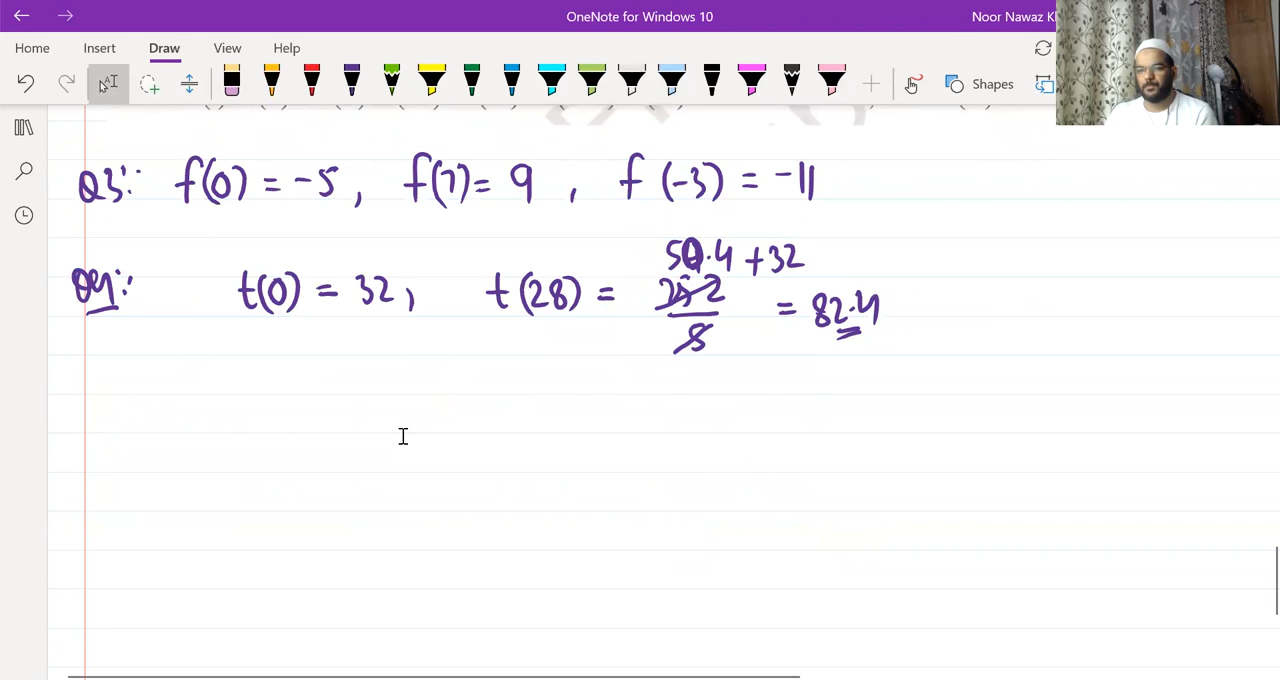 OneNote for Windows 10
Noor Nawaz K
Home Insert Draw View Help
Shapes
Q3:- f(0) = -5, f(7) = 9, f(-3) = -11
50.4 + 32
Q4:- t(0) = 32, t(28) = 252/5 = 82.4